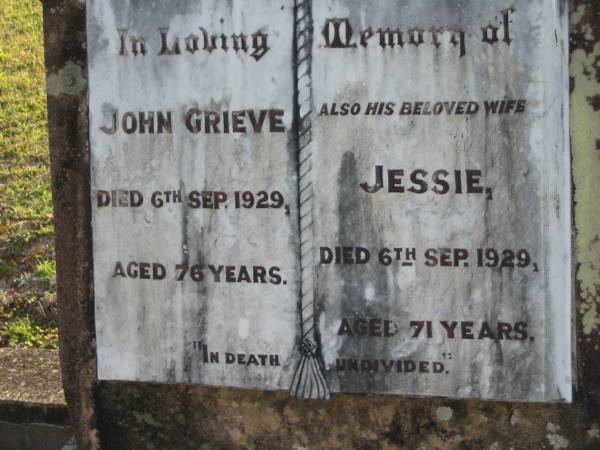 In Loving Memory of
JOHN GRIEVE
DIED 6TH SEP. 1929,
AGED 76 YEARS.
ALSO HIS BELOVED WIFE
JESSIE,
DIED 6TH SEP. 1929,
AGED 71 YEARS.
"IN DEATH UNDIVIDED."